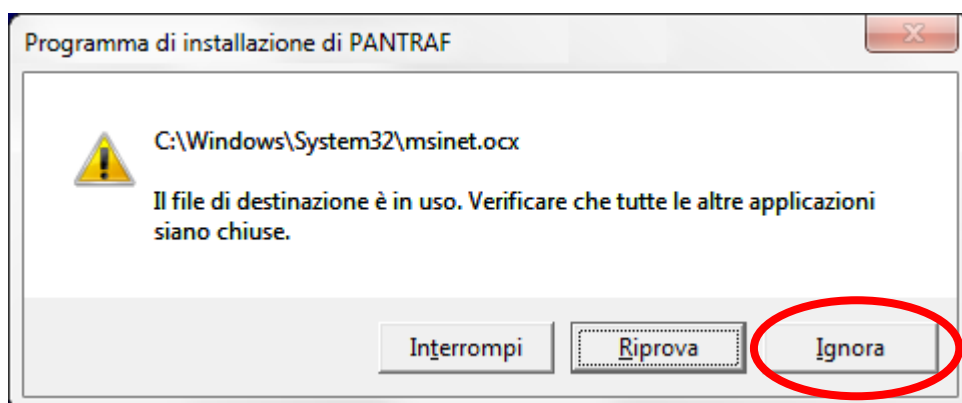 Programma di installazione di PANTRAF
C:\Windows\System32\msinet.ocx
Il file di destinazione è in uso. Verificare che tutte le altre applicazioni
siano chiuse.
Interrompi Riprova Ignora